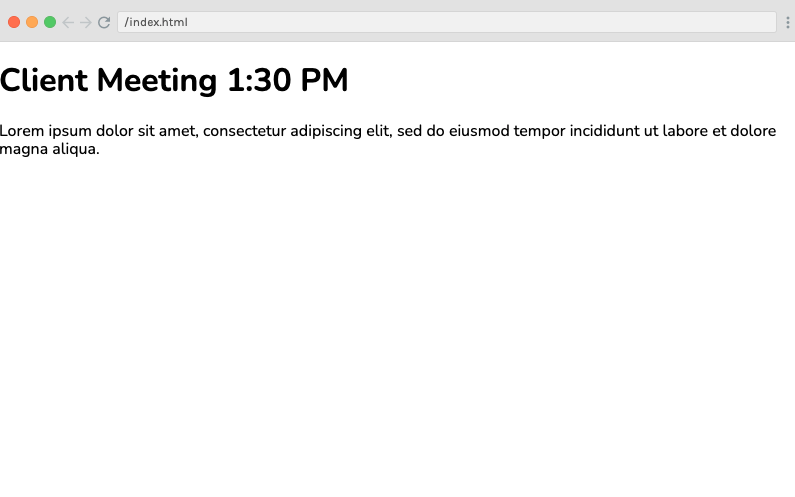 /index.html
Client Meeting 1:30 PM
Lorem ipsum dolor sit amet, consectetur adipiscing elit, sed do eiusmod tempor incididunt ut labore et dolore
magna aliqua.